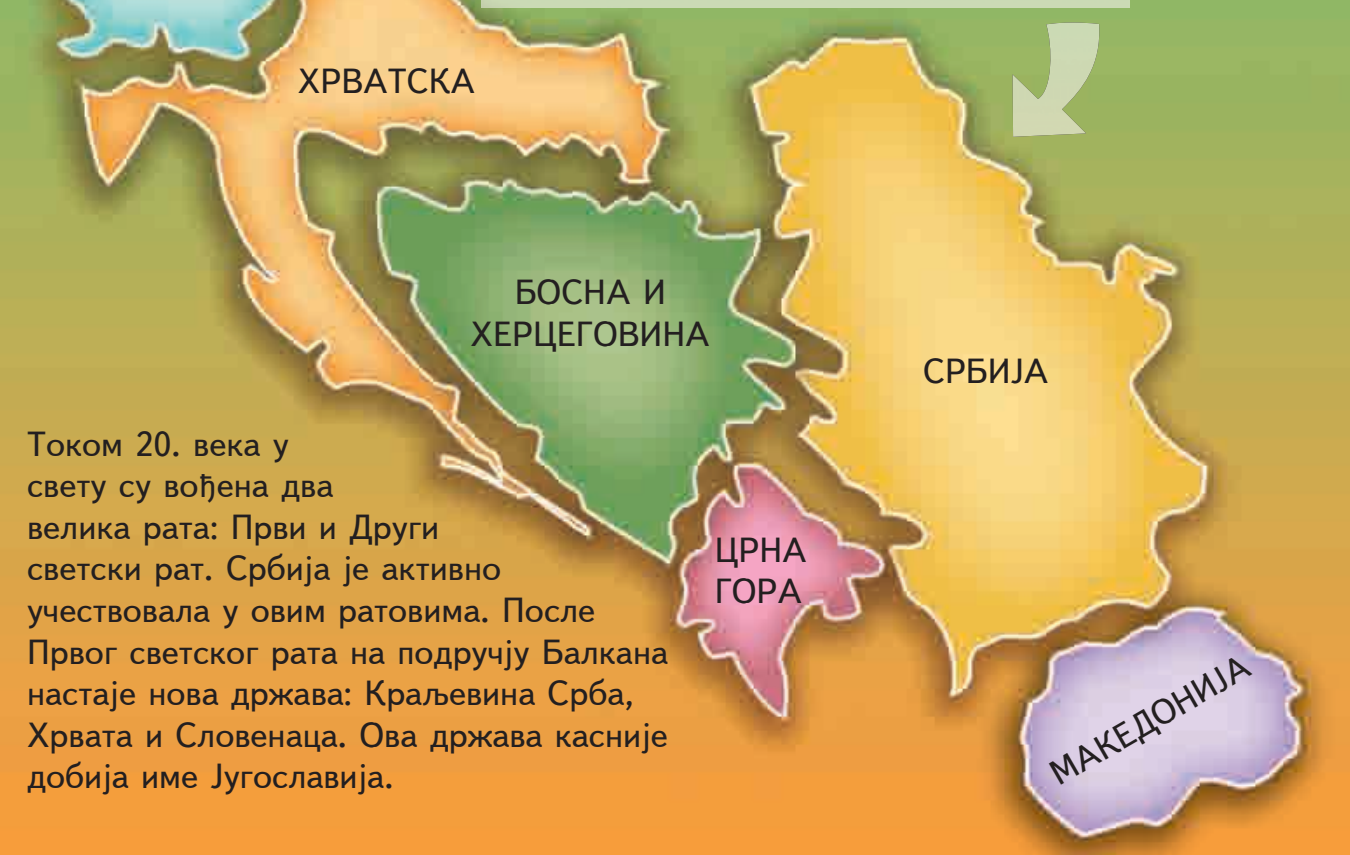 ХРВАТСКА
БОСНА И
ХЕРЦЕГОВИНА
СРБИЈА
ЦРНА
ГОРА
МАКЕДОНИЈА
Током 20. века у
свету су вођена два
велика рата: Први и Други
светски рат. Србија је активно
учествовала у овим ратовима. После
Првог светског рата на подручју Балкана
настаје нова држава: Краљевина Срба,
Хрвата и Словенаца. Ова држава касније
добија име Југославија.